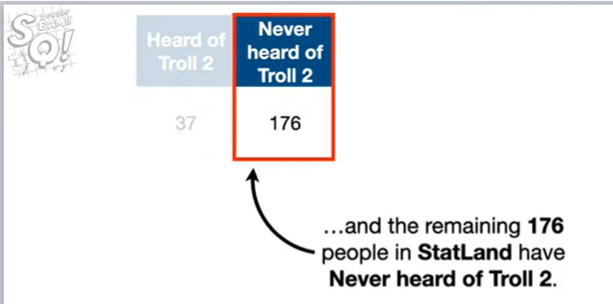 StatQuest!
Heard of
Troll 2
Never
heard of
Troll 2
37
176
…and the remaining 176
people in StatLand have
Never heard of Troll 2.